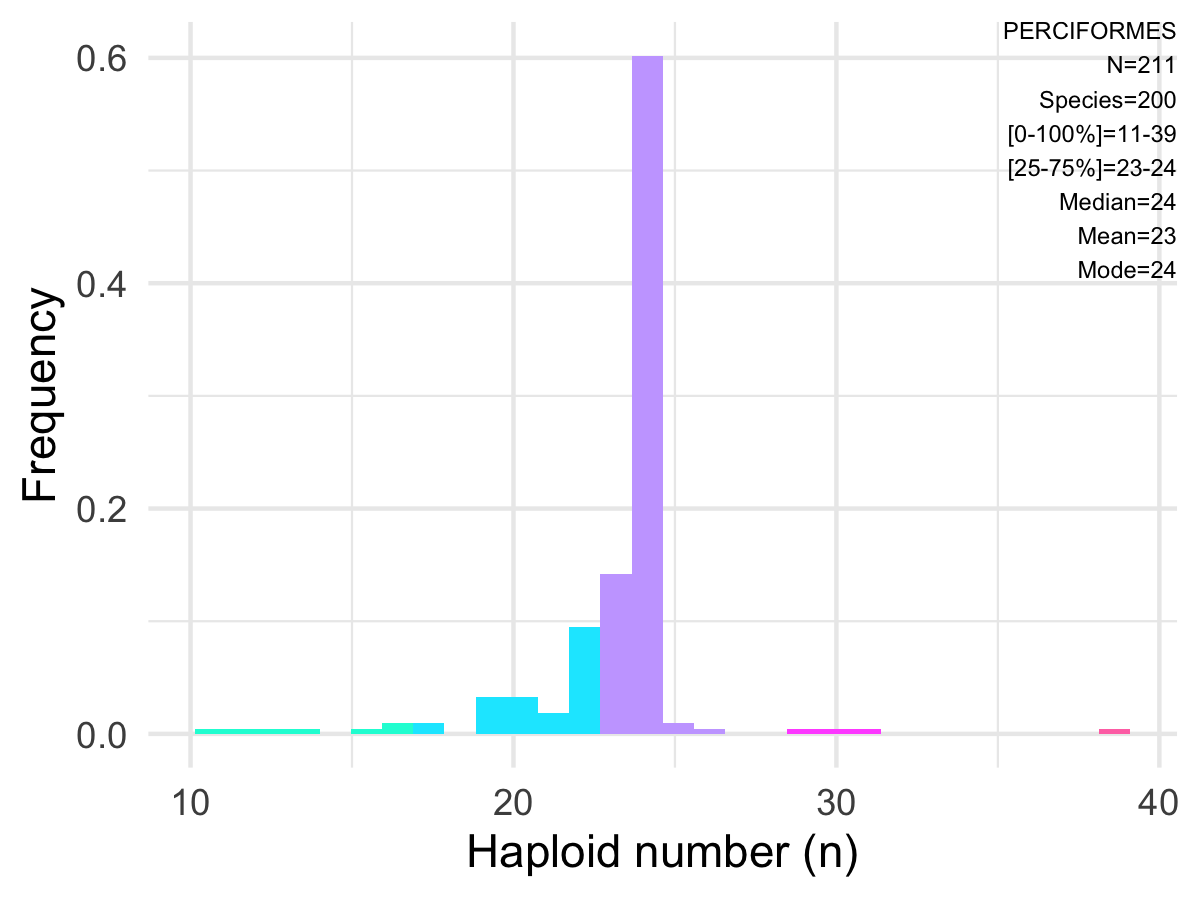 PERCIFORMES
N=211
Species=200
[0-100%]=11-39
[25-75%]=23-24
Median=24
Mean=23
Mode=24
0.6
0.4
0.2
0.0
Frequency
10 20 30 40
Haploid number (n)